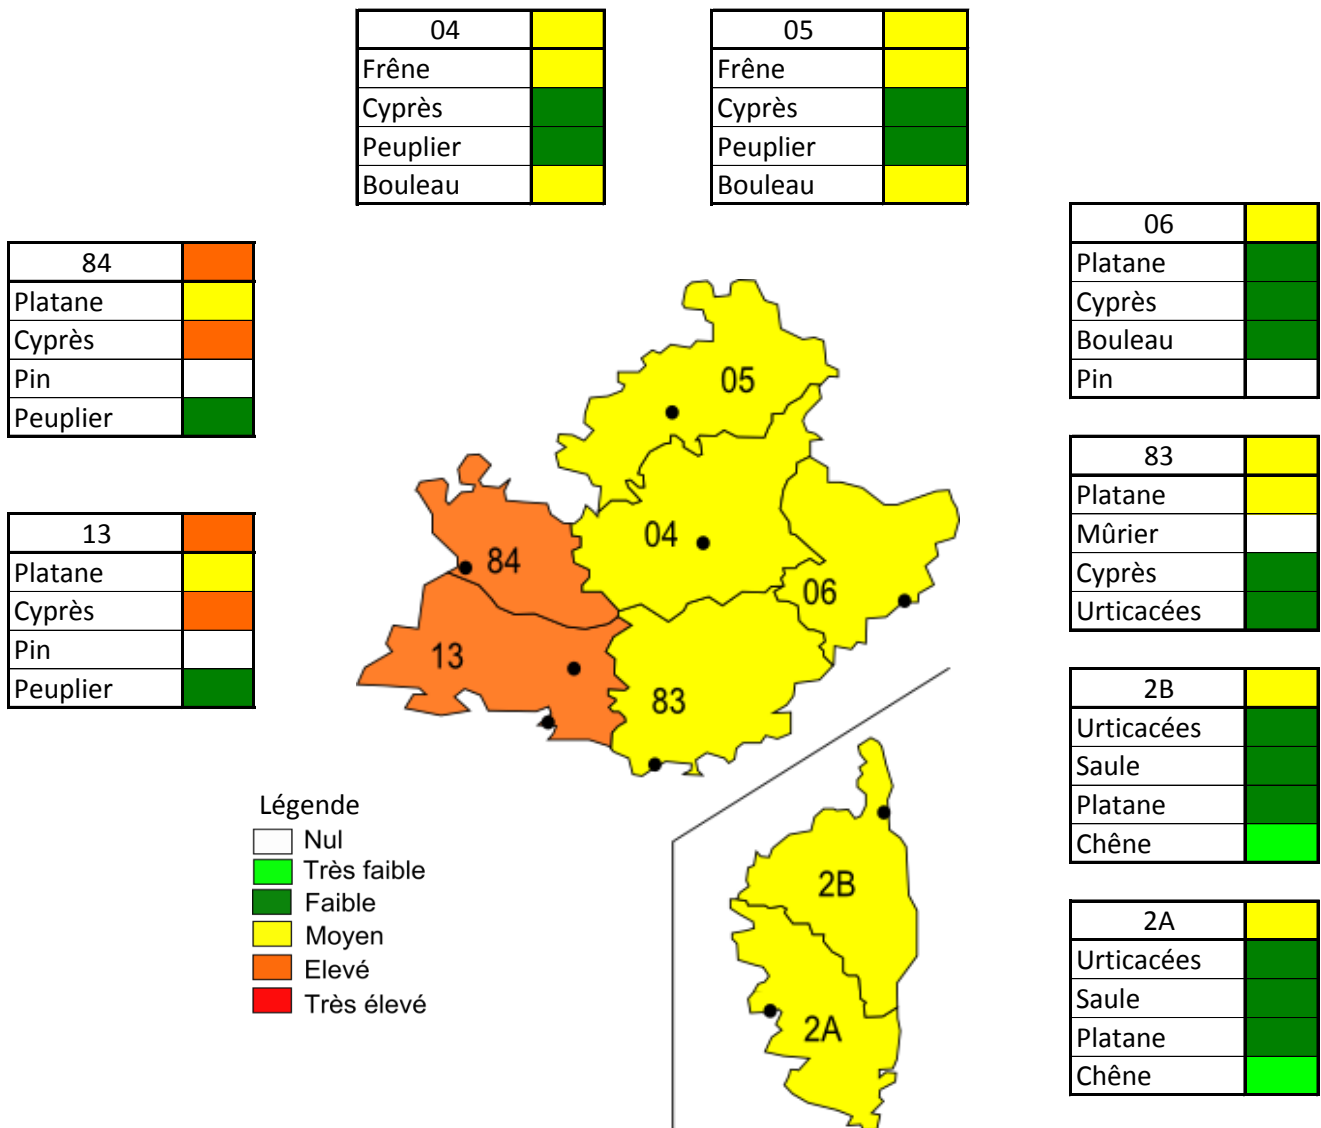 04
Frêne
Cyprès
Peuplier
Bouleau
05
Frêne
Cyprès
Peuplier
Bouleau
84
Platane
Cyprès
Pin
Peuplier
13
Platane
Cyprès
Pin
Peuplier
06
Platane
Cyprès
Bouleau
Pin
83
Platane
Mûrier
Cyprès
Urticacées
2B
Urticacées
Saule
Platane
Chêne
2A
Urticacées
Saule
Platane
Chêne
05
04
84
06
13
83
2B
2A
Légende
Nul
Très faible
Faible
Moyen
Elevé
Très élevé